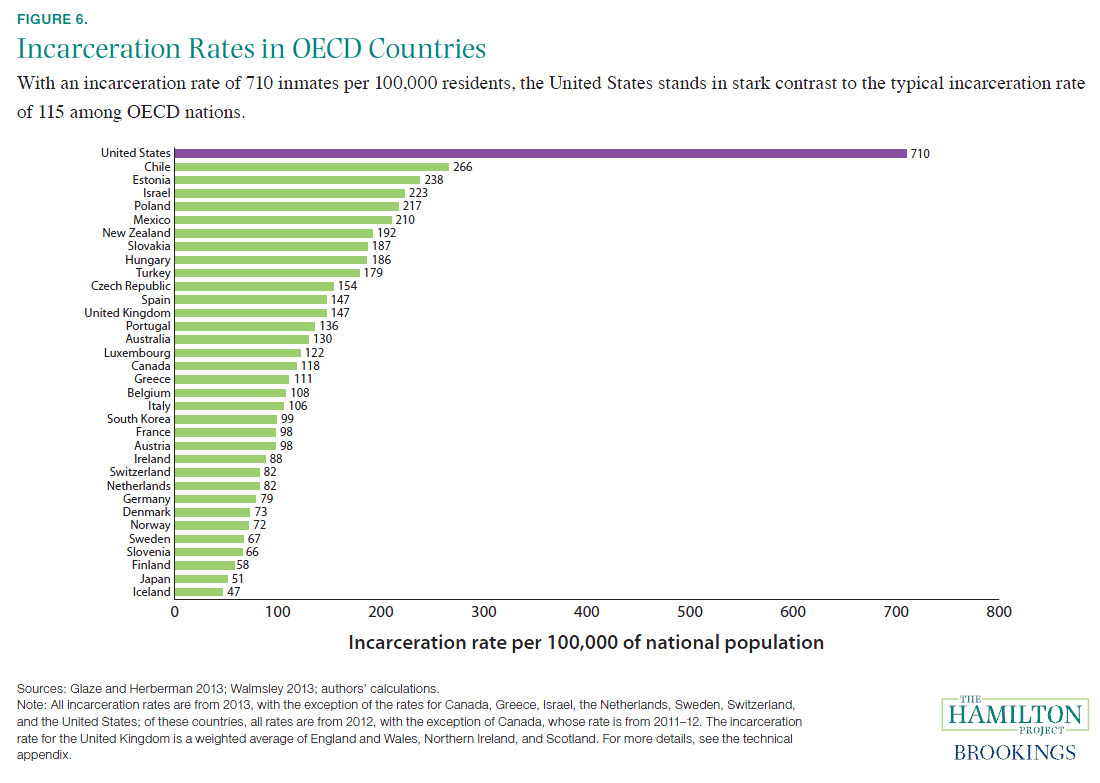 FIGURE 6.
Incarceration Rates in OECD Countries
With an incarceration rate of 710 inmates per 100,000 residents, the United States stands in stark contrast to the typical incarceration rate
of 115 among OECD nations.
United States 710
Chile 266
Estonia 238
Israel 223
Poland 217
Mexico 210
New Zealand 192
Slovakia 187
Hungary 186
Turkey 179
Czech Republic 154
Spain 147
United Kingdom 147
Portugal 136
Australia 130
Luxembourg 122
Canada 118
Greece 111
Belgium 108
Italy 106
South Korea 99
France 98
Austria 98
Ireland 88
Switzerland 82
Netherlands 82
Germany 79
Denmark 73
Norway 72
Sweden 67
Slovenia 66
Finland 58
Japan 51
Iceland 47
0 100 200 300 400 500 600 700 800
Incarceration rate per 100,000 of national population
Sources: Glaze and Herberman 2013; Walmsley 2013; authors' calculations.
Note: All incarceration rates are from 2013, with the exception of the rates for Canada, Greece, Israel, the Netherlands, Sweden, Switzerland,
and the United States; of these countries, all rates are from 2012, with the exception of Canada, whose rate is from 2011–12. The incarceration
rate for the United Kingdom is a weighted average of England and Wales, Northern Ireland, and Scotland. For more details, see the technical
appendix.
THE
HAMILTON
PROJECT
BROOKINGS